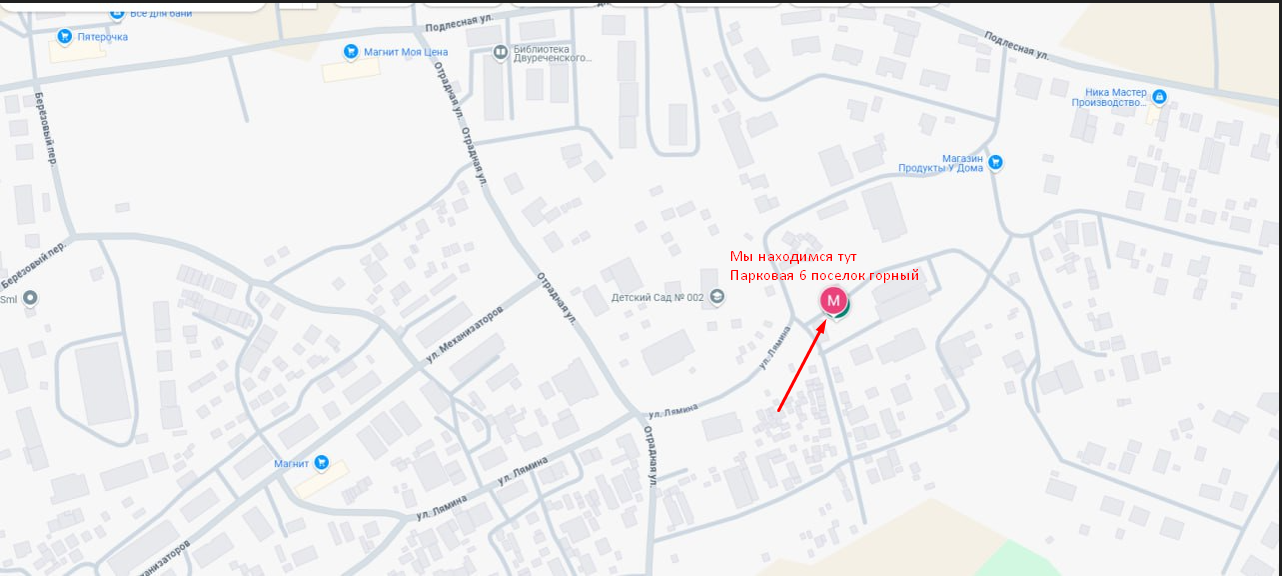 Все для бани
Подлесная ул.
Пятерочка
Магнит Моя Цена
Библиотека
Двуреченского...
Подлесная ул.
Отрадная ул.
Берёзовый пер.
Ника Мастер
Производство...
Отрадная ул.
Магазин
Продукты У Дома
Берёзовый пер.
Мы находимся тут
Парковая 6 поселок горный
Sml
Детский Сад № 002
М
Отрадная ул.
ул. Механизаторов
ул. Лямина
ул. Лямина
Отрадная ул.
Магнит
ул. Лямина
ул. Лямина